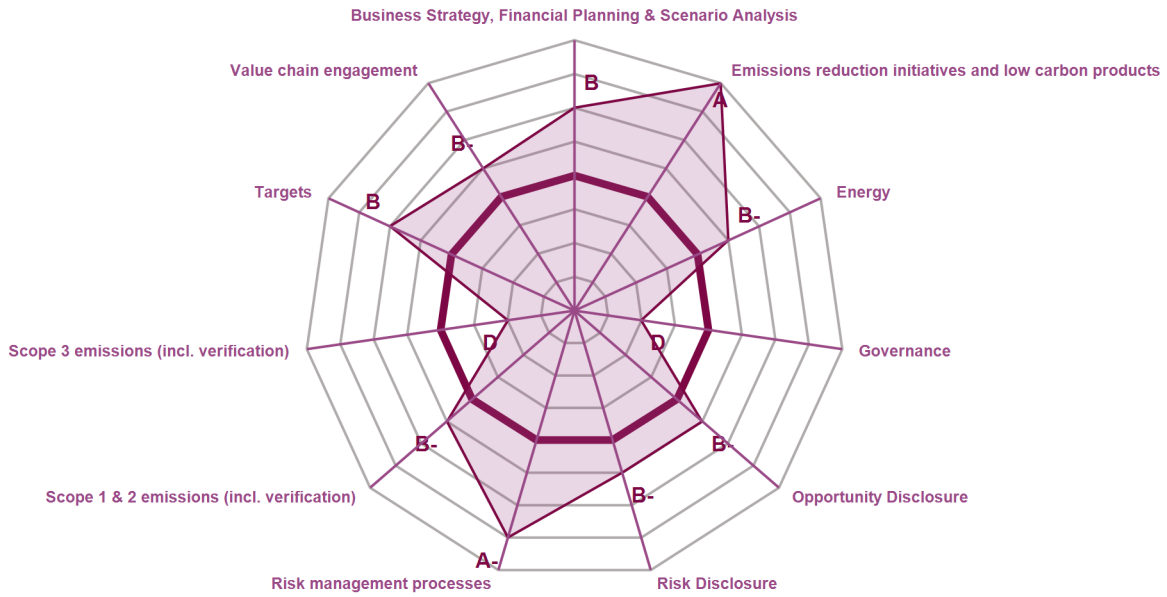 Business Strategy, Financial Planning & Scenario Analysis
Value chain engagement
Emissions reduction initiatives and low carbon products
B
A
B-
Targets
Energy
B
B-
Scope 3 emissions (incl. verification)
D
D
Governance
B-
B-
Scope 1 & 2 emissions (incl. verification)
B-
Opportunity Disclosure
A-
Risk management processes
Risk Disclosure